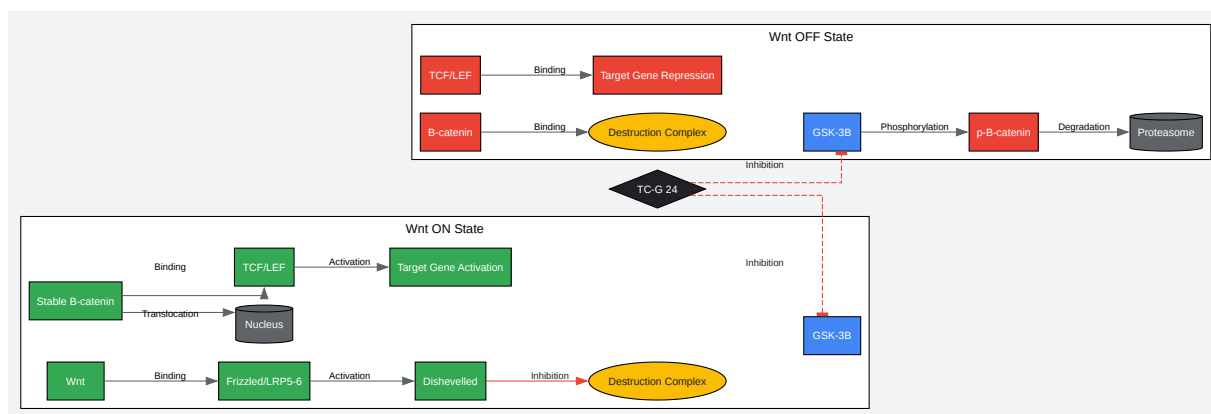 Wnt OFF State
TCF/LEF
Binding
Target Gene Repression
B-catenin
Binding
Destruction Complex
GSK-3B
Phosphorylation
p-B-catenin
Degradation
Proteasome
Inhibition
TC-G 24
Wnt ON State
Inhibition
Binding
TCF/LEF
Activation
Target Gene Activation
Stable B-catenin
Translocation
Nucleus
GSK-3B
Wnt
Binding
Frizzled/LRP5-6
Activation
Dishevelled
Inhibition
Destruction Complex